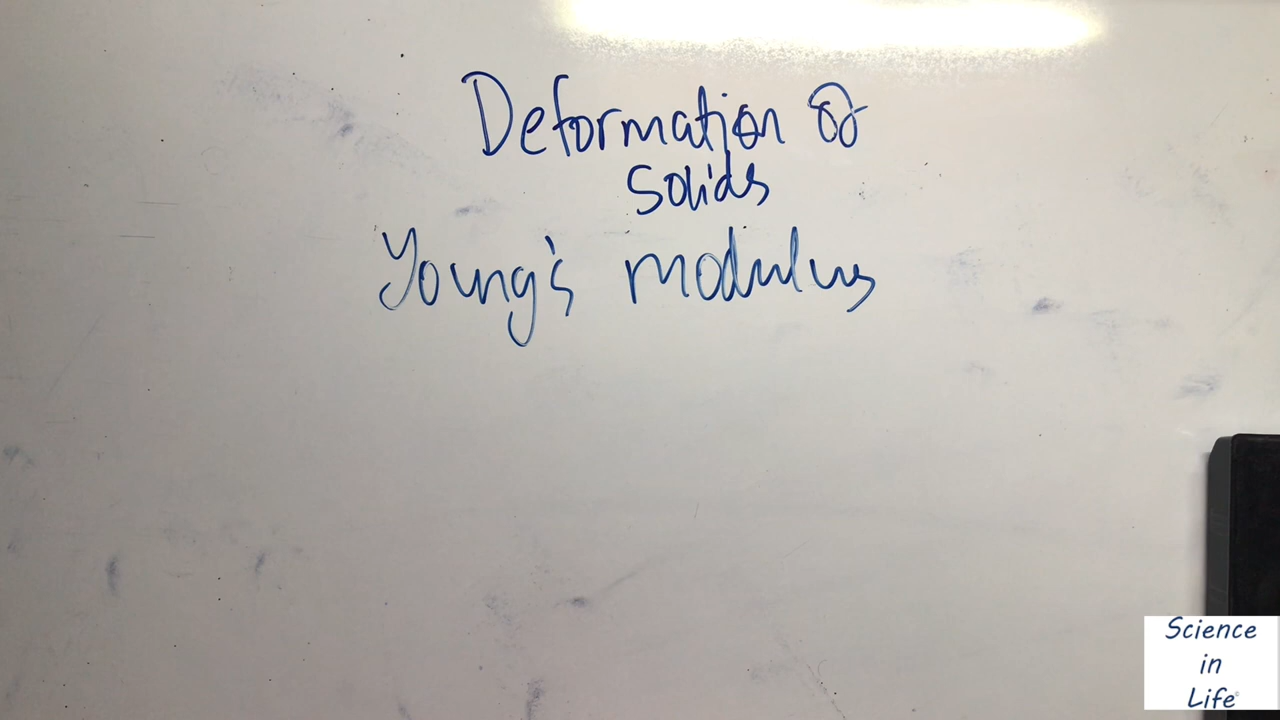 Deformation of
Solids
Young's modulus
Science
in
Life©